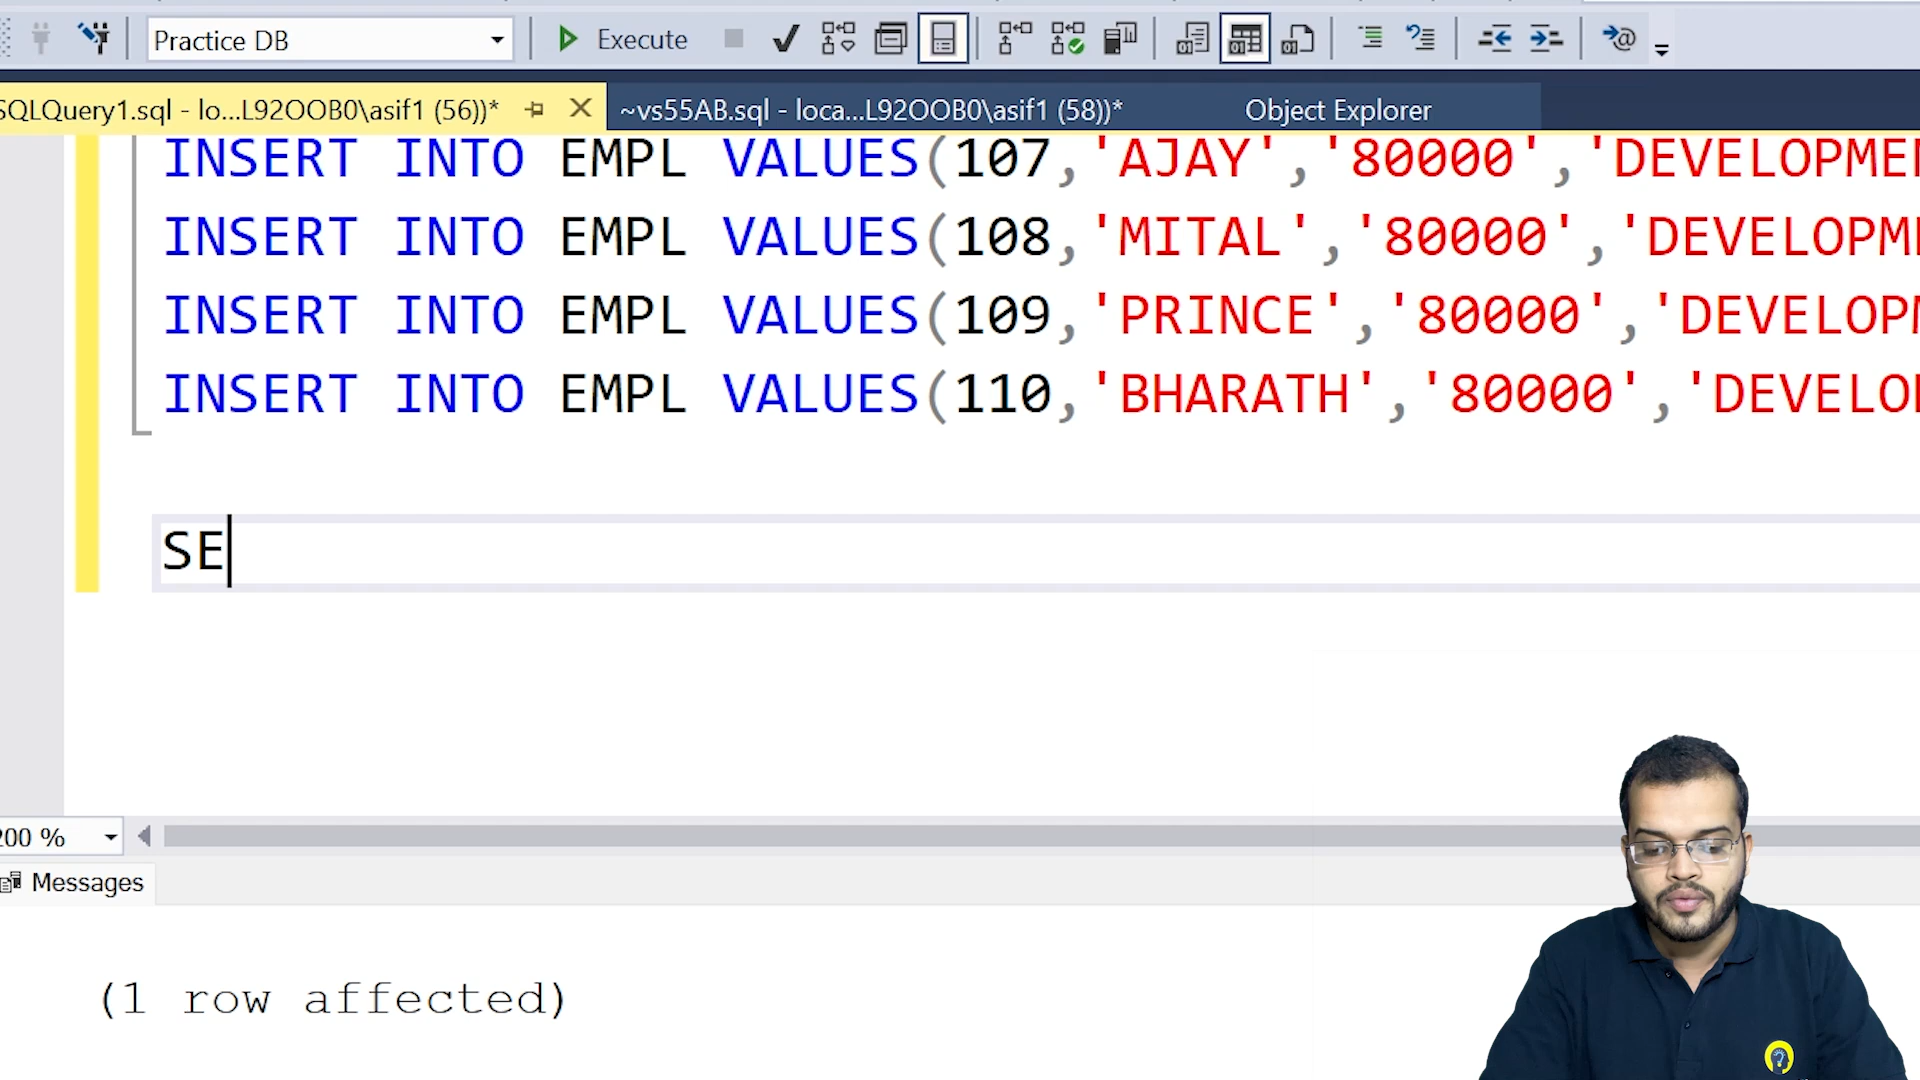 Practice DB Execute
SQLQuery1.sql - lo...L92OOB0\asif1 (56))* ~vs55AB.sql - loca...L92OOB0\asif1 (58))* Object Explorer
INSERT INTO EMPL VALUES(107,'AJAY','80000','DEVELOPMEN
INSERT INTO EMPL VALUES(108,'MITAL','80000','DEVELOPME
INSERT INTO EMPL VALUES(109,'PRINCE','80000','DEVELOPM
INSERT INTO EMPL VALUES(110,'BHARATH','80000','DEVELOP
SE
200 %
Messages
(1 row affected)